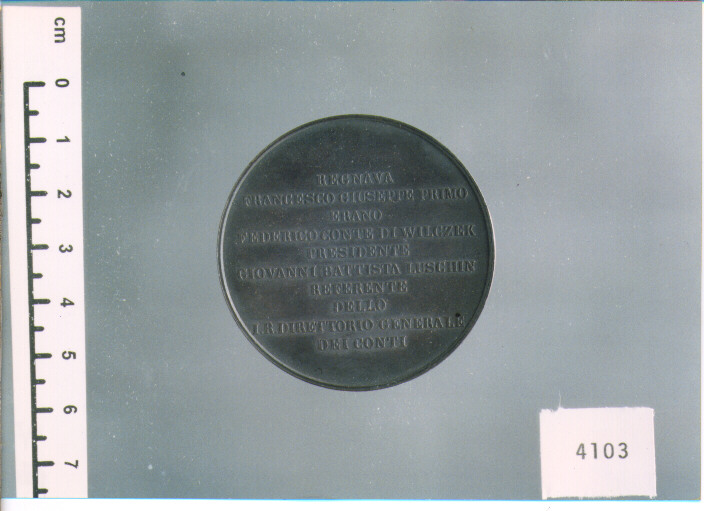 cm
0
1
2
3
4
5
6
7
REGNAVA
FRANCESCO GIUSEPPE PRIMO
ERANO
FEDERICO CONTE DI WILCZEK
PRESIDENTE
GIOVANNI BATTISTA LUSCHIN
REFERENTE
DELLO
I.R DIRETTORIO GENERALE
DEI CONTI
4103